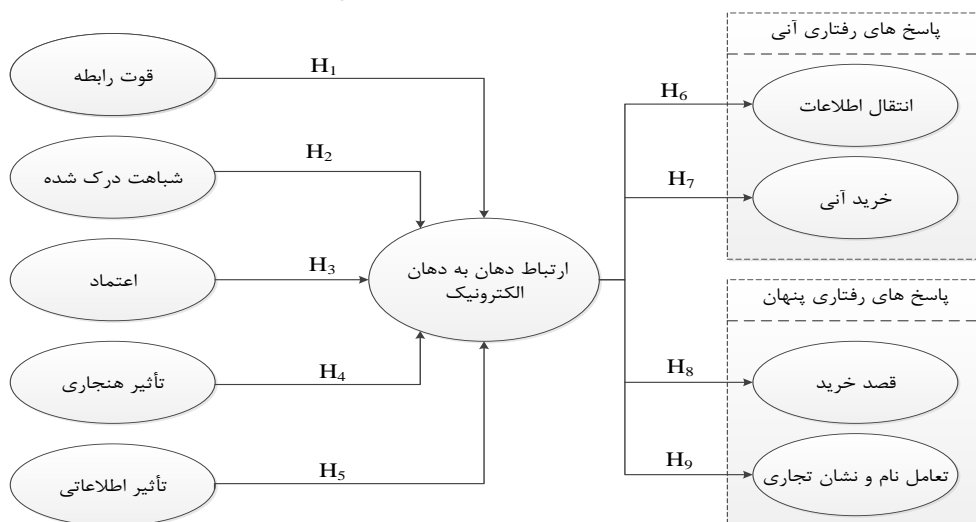 پاسخ های رفتاری آنی
قوت رابطه
H1
H6
انتقال اطلاعات
شباهت درک شده
H2
H7
خرید آنی
اعتماد
H3
ارتباط دهان به دهان
الکترونیک
پاسخ های رفتاری پنهان
تأثیر هنجاری
H4
H8
قصد خرید
تأثیر اطلاعاتی
H5
H9
تعامل نام و نشان تجاری